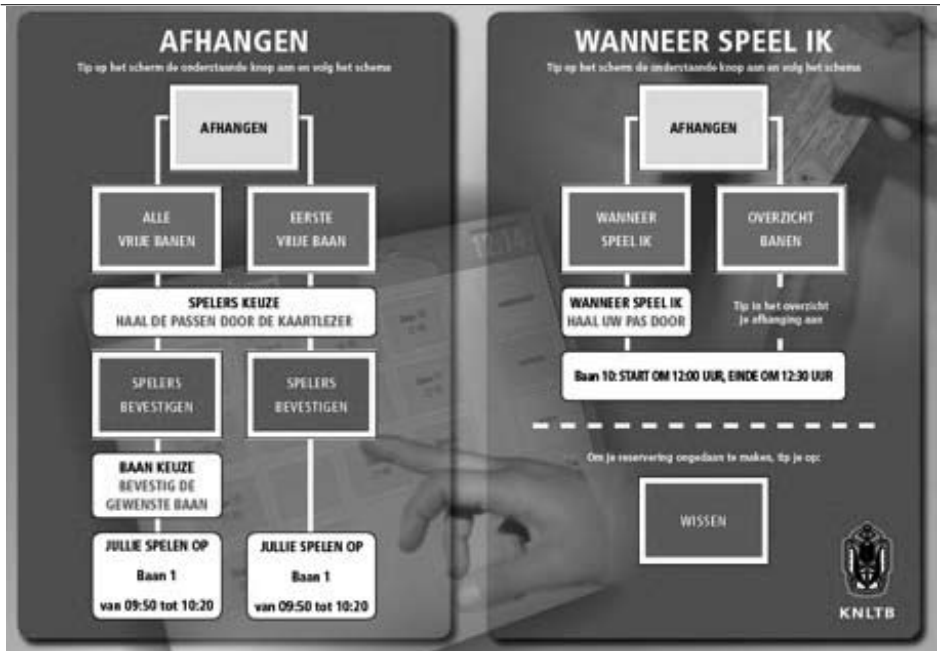 AFHANGEN
Tip op het scherm de onderstaande knop aan en volg het schema
AFHANGEN
ALLE
VRIJE BANEN
EERSTE
VRIJE BAAN
SPELERS KEUZE
HAAL DE PASSEN DOOR DE KAARTLEZER
SPELERS
BEVESTIGEN
SPELERS
BEVESTIGEN
BAAN KEUZE
BEVESTIG DE
GEWENSTE BAAN
JULLIE SPELEN OP
Baan 1
van 09:50 tot 10:20
JULLIE SPELEN OP
Baan 1
van 09:50 tot 10:20
WANNEER SPEEL IK
Tip op het scherm de onderstaande knop aan en volg het schema
AFHANGEN
WANNEER
SPEEL IK
OVERZICHT
BANEN
WANNEER SPEEL IK
HAAL UW PAS DOOR
Tip in het overzicht
je afhanging aan
Baan 10: START OM 12:00 UUR, EINDE OM 12:30 UUR
Om je reservering ongedaan te maken, tip je op:
WISSEN
KNLTB
12:14